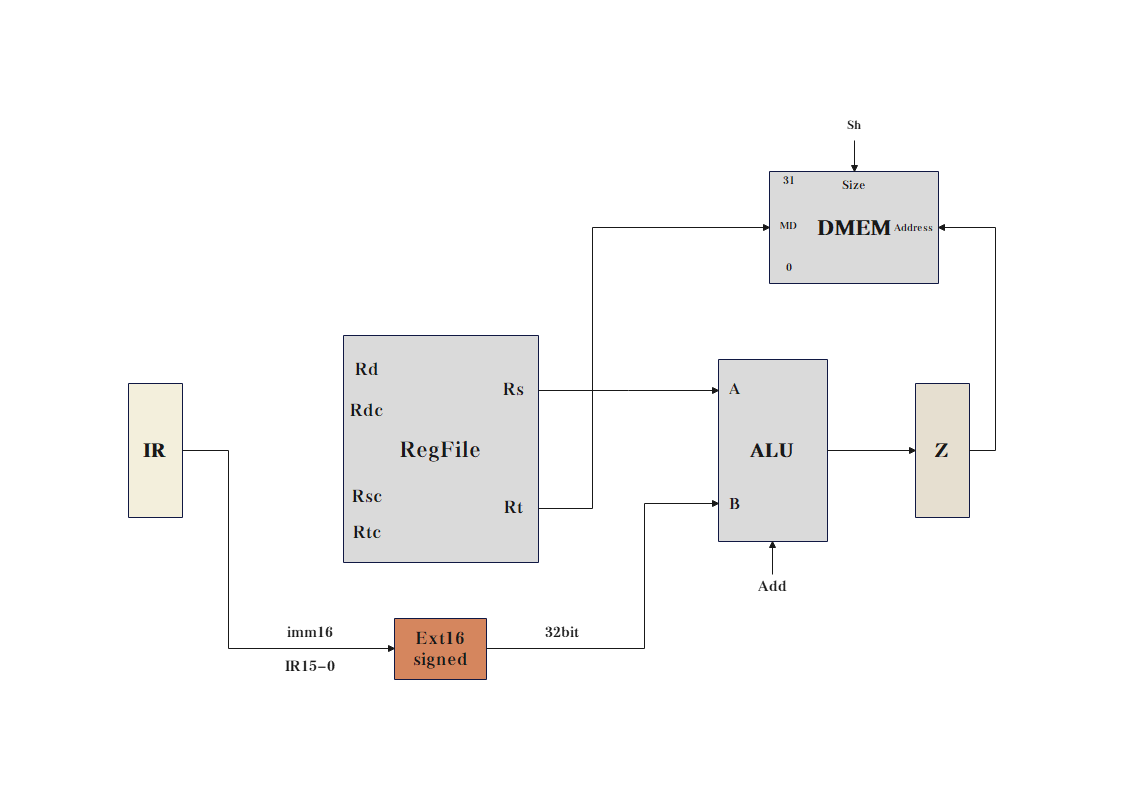 Sh
31
Size
MD
DMEM
Address
0
Rd
Rs
Rdc
RegFile
Rsc
Rt
Rtc
IR
A
ALU
B
Z
Add
imm16
IR15-0
Ext16
signed
32bit